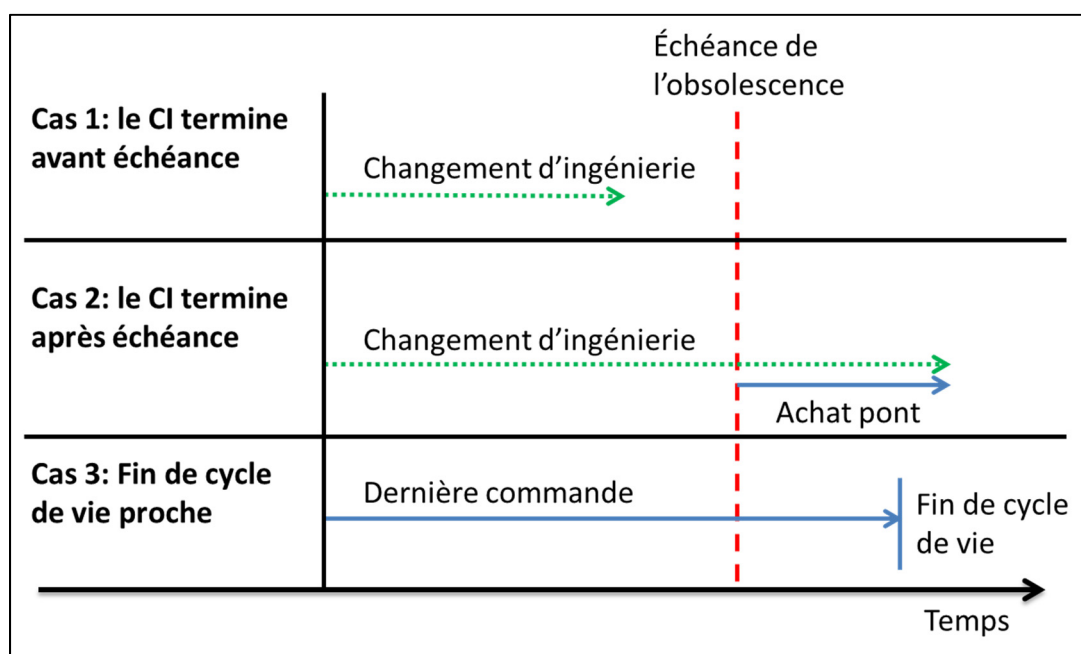 Échéance de
l’obsolescence
Cas 1: le CI termine
avant échéance
Changement d’ingénierie
Cas 2: le CI termine
après échéance
Changement d’ingénierie
Achat pont
Cas 3: Fin de cycle
de vie proche
Dernière commande
Fin de cycle
de vie
Temps